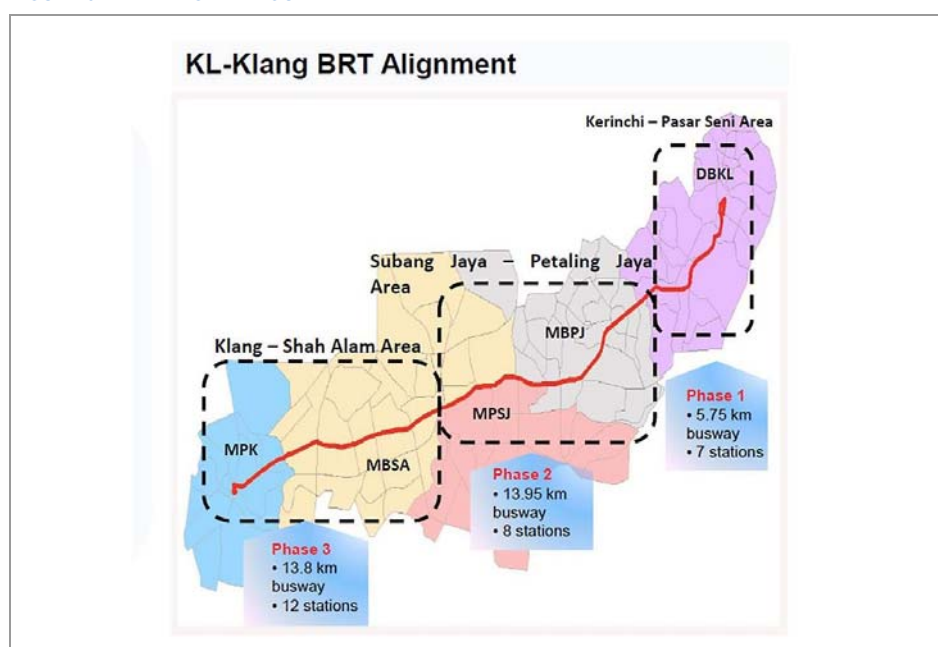 KL-Klang BRT Alignment
Kerinchi – Pasar Seni Area
DBKL
Subang Jaya – Petaling Jaya
Area
MBPJ
Klang – Shah Alam Area
Phase 1
• 5.75 km
busway
• 7 stations
MPSJ
MPK
MBSA
Phase 2
• 13.95 km
busway
• 8 stations
Phase 3
• 13.8 km
busway
• 12 stations